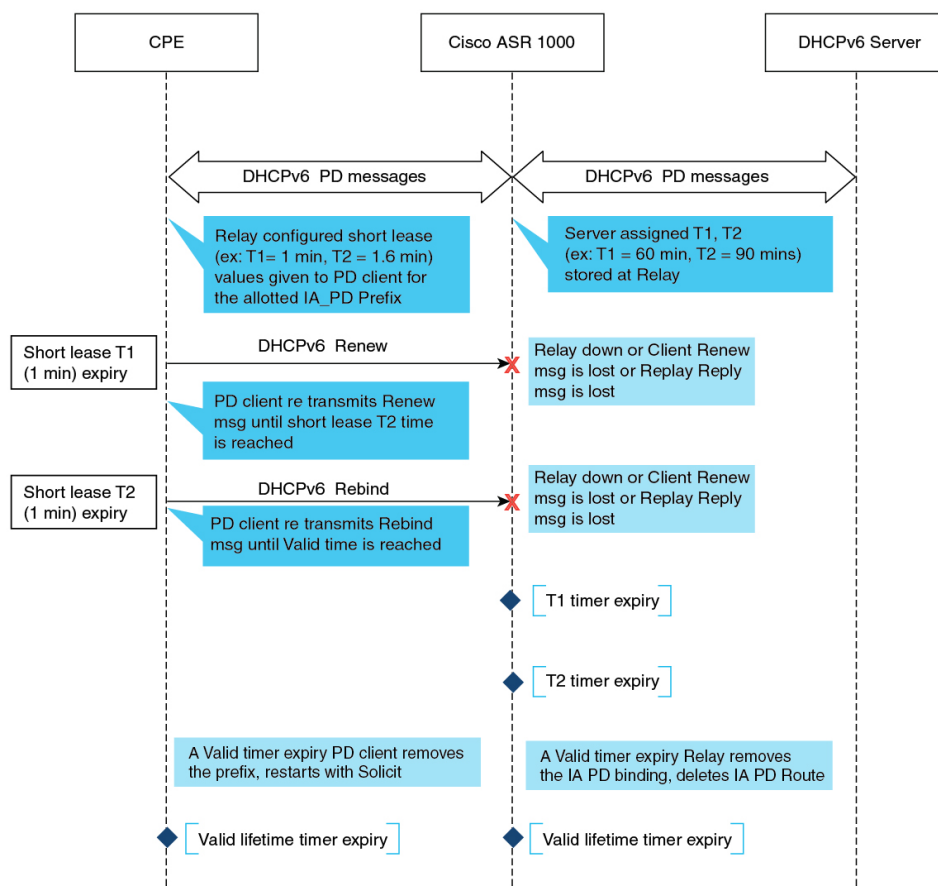 CPE
Cisco ASR 1000
DHCPv6 Server
DHCPv6 PD messages
DHCPv6 PD messages
Relay configured short lease
(ex: T1= 1 min, T2 = 1.6 min)
values given to PD client for
the allotted IA_PD Prefix
Server assigned T1, T2
(ex: T1 = 60 min, T2 = 90 mins)
stored at Relay
Short lease T1
(1 min) expiry
DHCPv6 Renew
Relay down or Client Renew
msg is lost or Replay Reply
msg is lost
PD client re transmits Renew
msg until short lease T2 time
is reached
Short lease T2
(1 min) expiry
DHCPv6 Rebind
Relay down or Client Renew
msg is lost or Replay Reply
msg is lost
PD client re transmits Rebind
msg until Valid time is reached
T1 timer expiry
T2 timer expiry
A Valid timer expiry PD client removes
the prefix, restarts with Solicit
A Valid timer expiry Relay removes
the IA PD binding, deletes IA PD Route
Valid lifetime timer expiry
Valid lifetime timer expiry